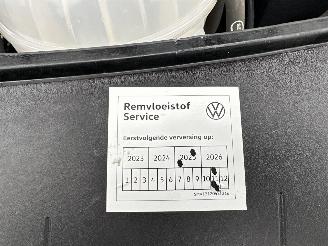 Remvloeistof
Service
Eerstvolgende verversing op:
2023 2024 2025 2026
1 2 3 4 5 6 7 8 9 10 11 12